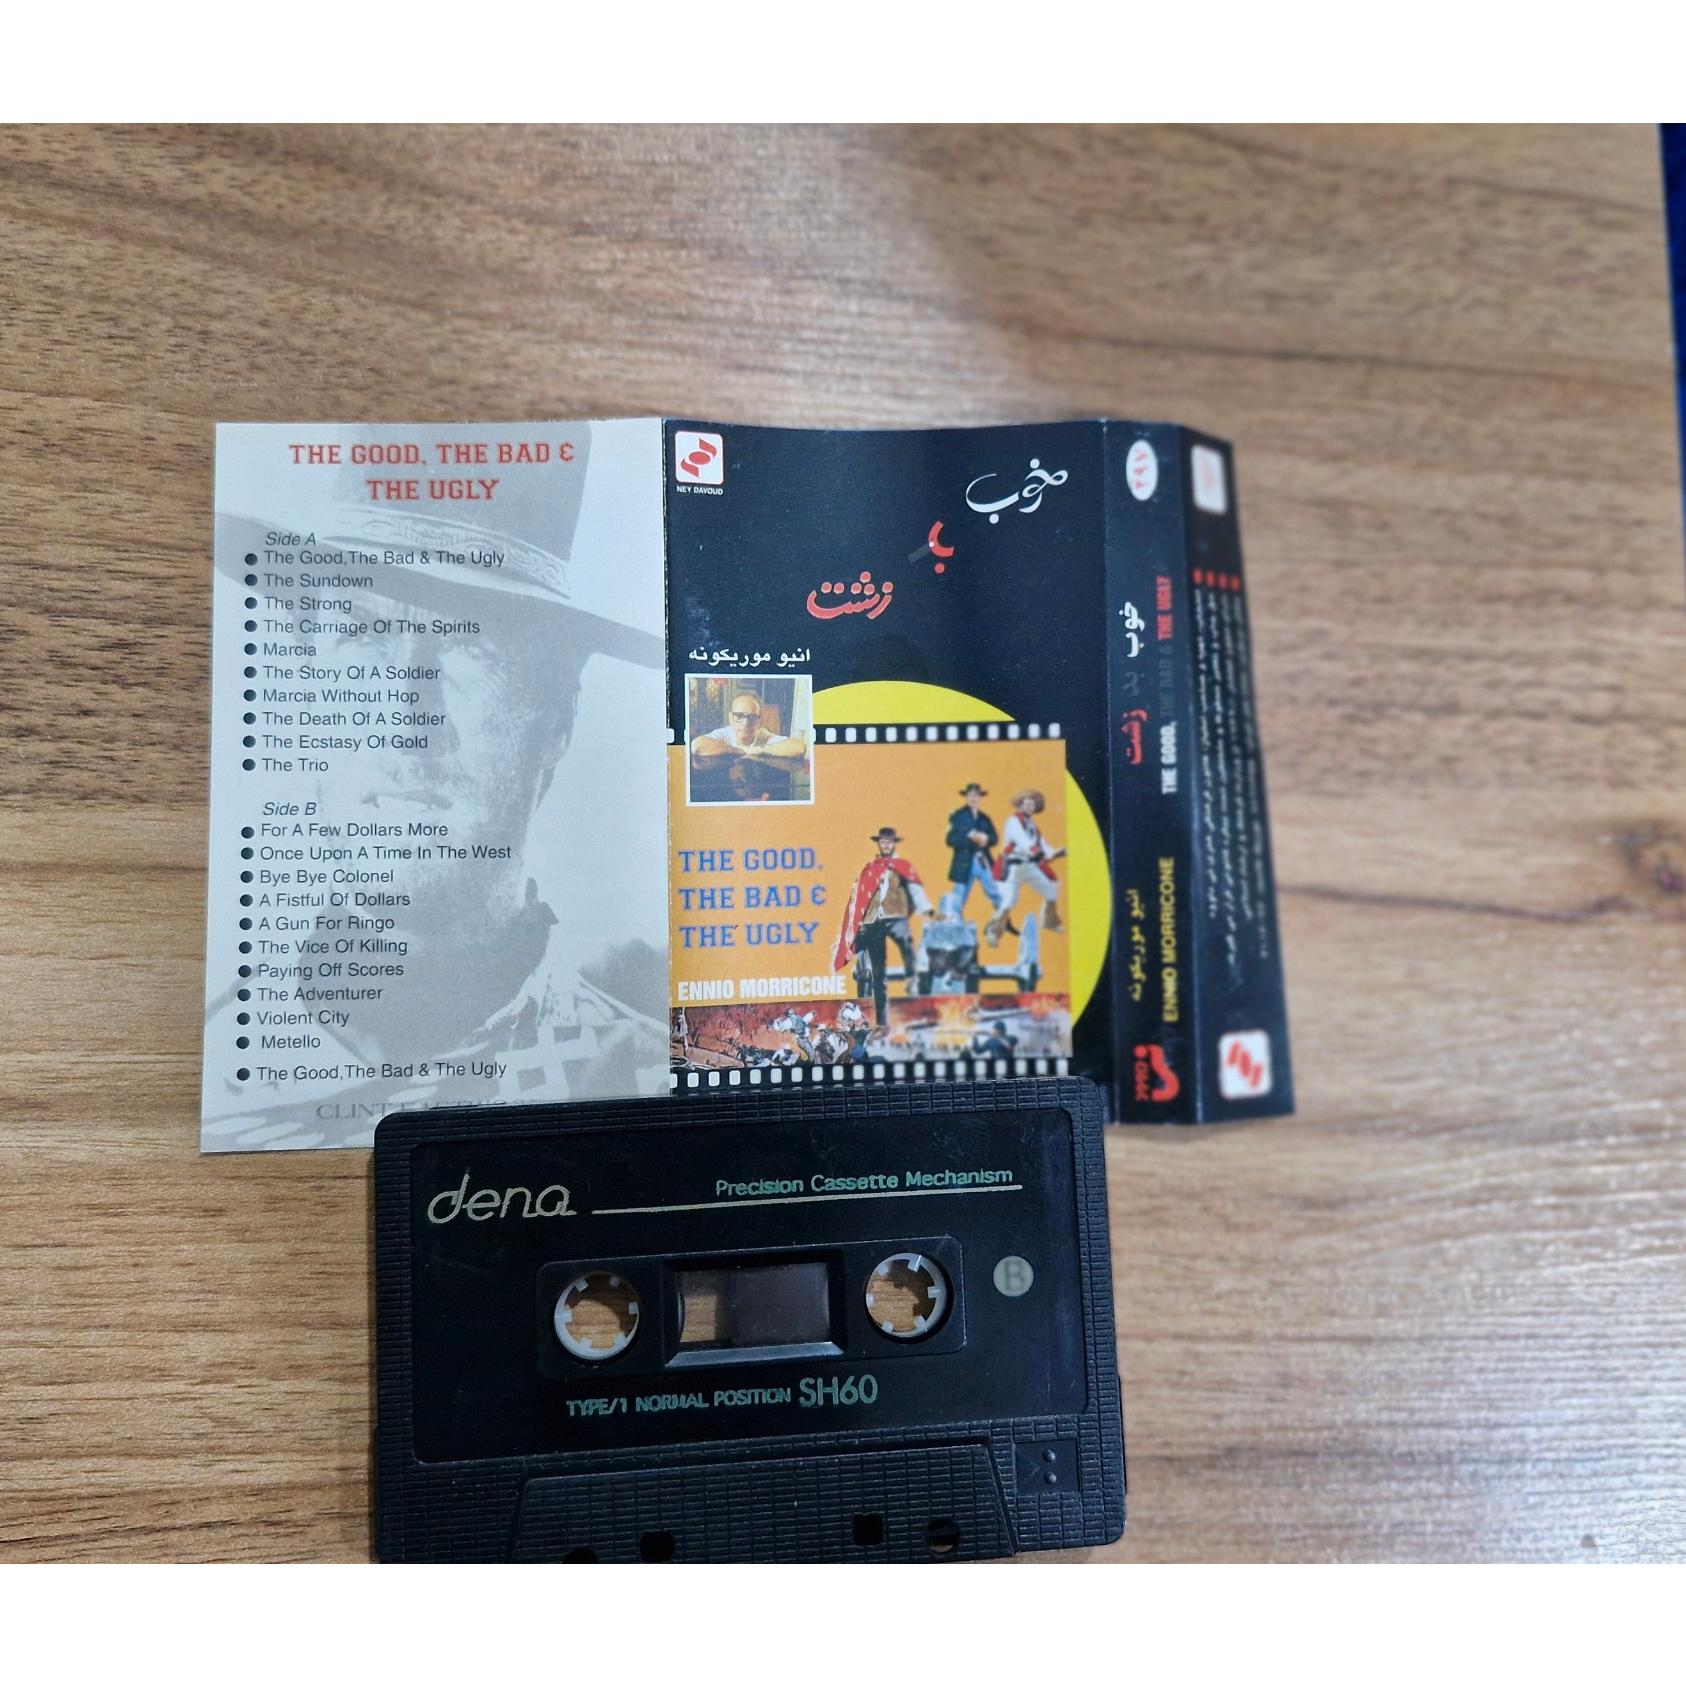 THE GOOD, THE BAD &
THE UGLY
Side A
The Good,The Bad & The Ugly
The Sundown
The Strong
The Carriage Of The Spirits
Marcia
The Story Of A Soldier
Marcia Without Hop
The Death Of A Soldier
The Ecstasy Of Gold
The Trio
Side B
For A Few Dollars More
Once Upon A Time In The West
Bye Bye Colonel
A Fistful Of Dollars
A Gun For Ringo
The Vice Of Killing
Paying Off Scores
The Adventurer
Violent City
Metello
The Good,The Bad & The Ugly
CLINT
NEY DAVOUD
خوب
بد
زشت
انیو موریکونه
THE GOOD,
THE BAD &
THE UGLY
ENNIO MORRICONE
۲۹۷
خوب بد زشت
THE GOOD, THE BAD & THE UGLY
انیو موریکونه
ENNIO MORRICONE
dena
Precision Cassette Mechanism
B
TYPE/1 NORMAL POSITION SH60